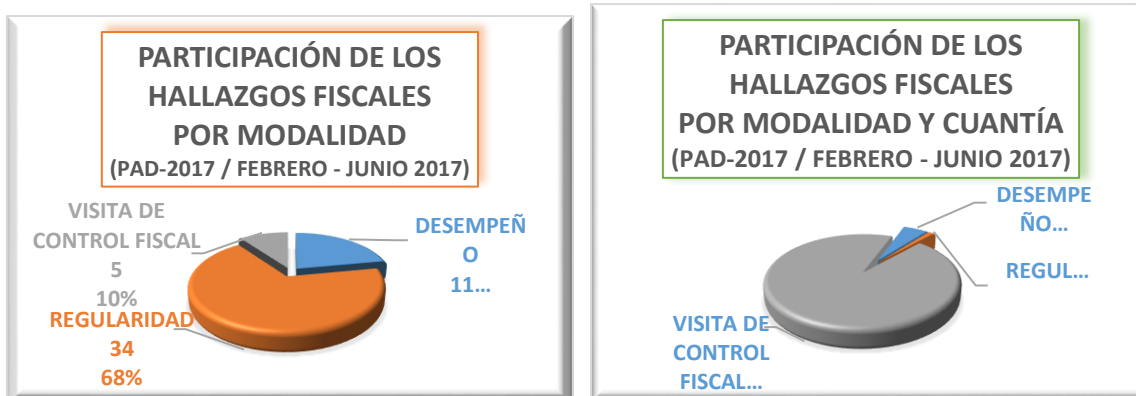 PARTICIPACIÓN DE LOS
HALLAZGOS FISCALES
POR MODALIDAD
(PAD-2017 / FEBRERO - JUNIO 2017)
VISITA DE
CONTROL FISCAL
5
10%
DESEMPEÑ
O
11...
REGULARIDAD
34
68%
PARTICIPACIÓN DE LOS
HALLAZGOS FISCALES
POR MODALIDAD Y CUANTÍA
(PAD-2017 / FEBRERO - JUNIO 2017)
DESEMPE
ÑO...
REGUL...
VISITA DE
CONTROL
FISCAL...